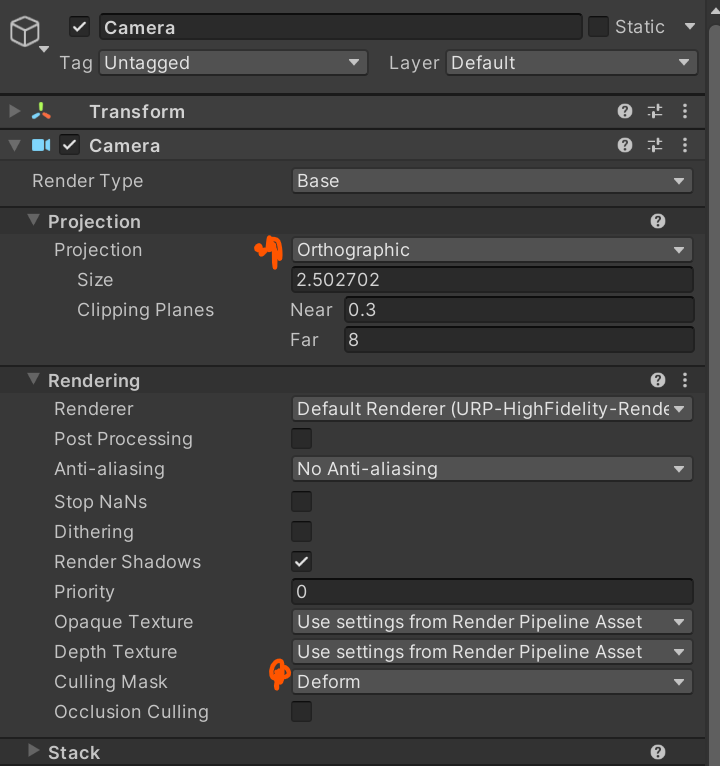 Camera Static
Tag Untagged Layer Default
Transform
Camera
Render Type Base
Projection
Projection Orthographic
Size 2.502702
Clipping Planes Near 0.3
Far 8
Rendering
Renderer Default Renderer (URP-HighFidelity-Rende
Post Processing
Anti-aliasing No Anti-aliasing
Stop NaNs
Dithering
Render Shadows
Priority 0
Opaque Texture Use settings from Render Pipeline Asset
Depth Texture Use settings from Render Pipeline Asset
Culling Mask Deform
Occlusion Culling
Stack